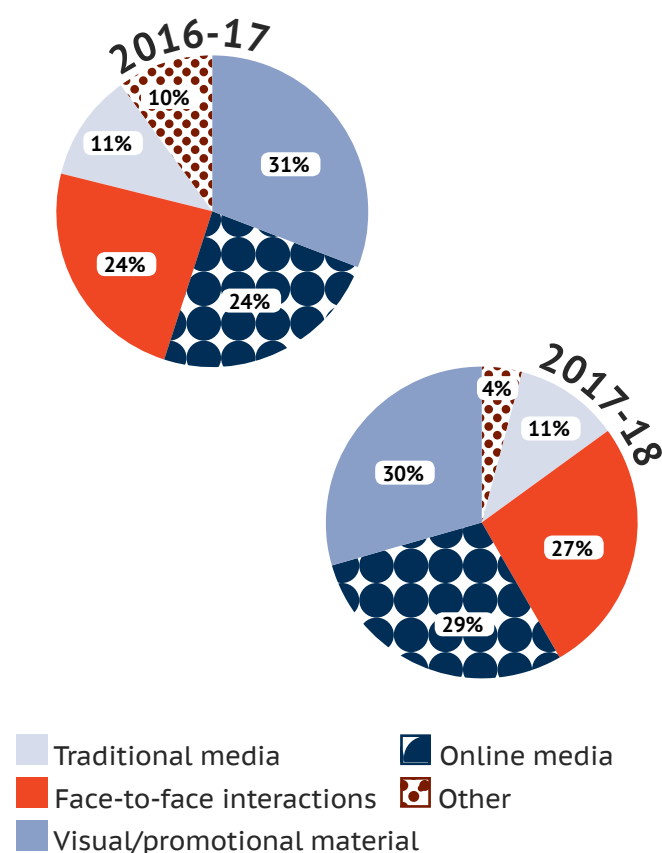 2016-17
10%
11%
31%
24%
24%
2017-18
4%
11%
30%
27%
29%
Traditional media
Online media
Face-to-face interactions
Other
Visual/promotional material